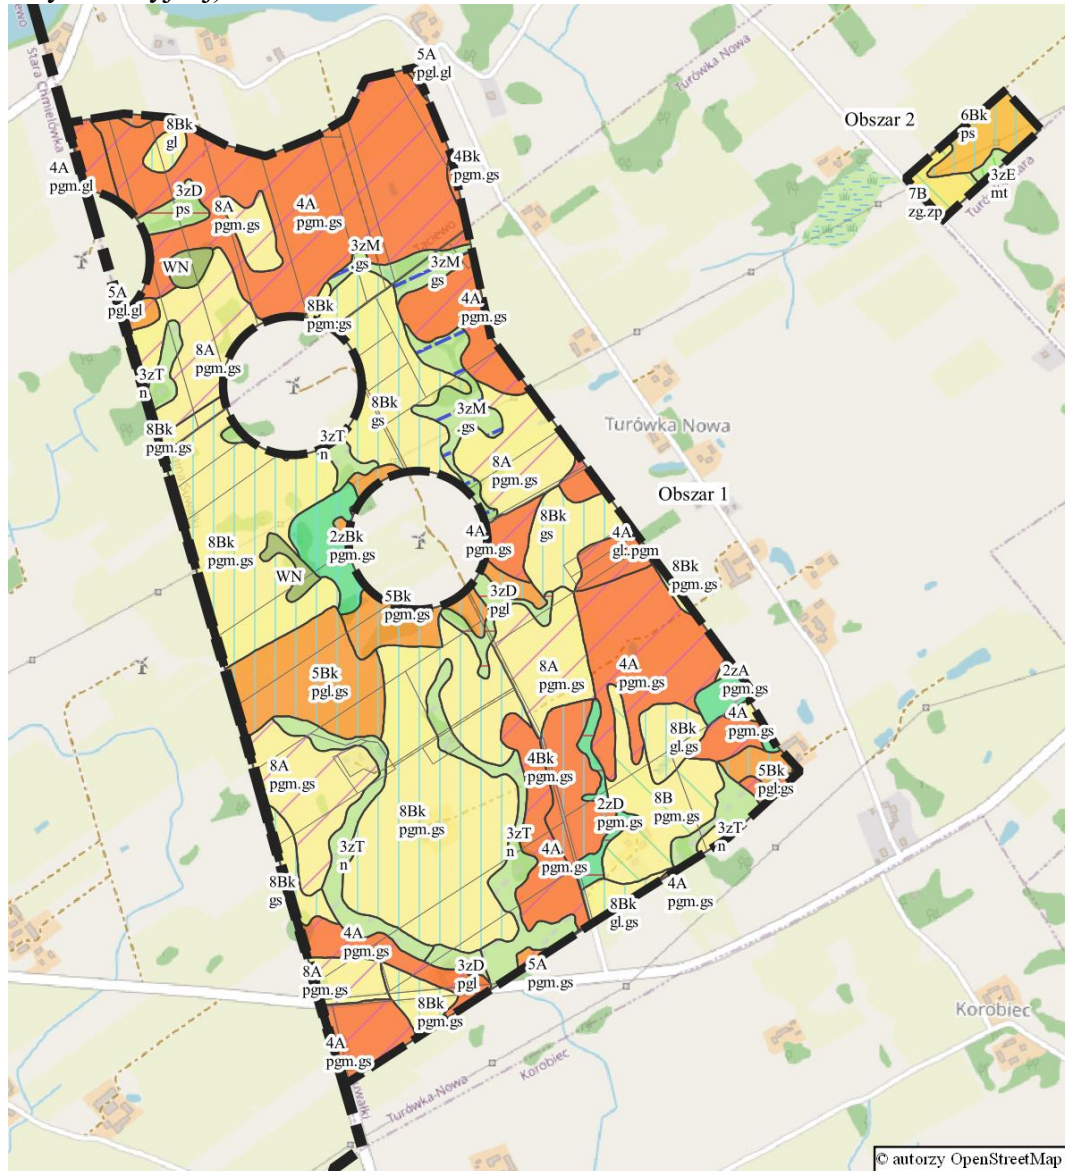 5A
pgl.gl
8Bk
gl
4A
pgm.gl
4Bk
pgm.gs
3zD
ps
8A
pgm.gs
4A
pgm.gs
WN
3zM
.gs
3zM
gs
5A
pgl.gl
8Bk
pgm.gs
4A
pgm.gs
8A
pgm.gs
3zT
n
8Bk
gs
3zM
.gs
8Bk
pgm.gs
3zT
n
8A
pgm.gs
8Bk
pgm.gs
2zBk
pgm.gs
4A
pgm.gs
8Bk
gs
4A
gl:.pgm
WN
8Bk
pgm.gs
5Bk
pgm.gs
3zD
pgl
5Bk
pgl.gs
8A
pgm.gs
4A
pgm.gs
2zA
pgm.gs
4A
pgm.gs
8Bk
gl.gs
8A
pgm.gs
4Bk
pgm.gs
5Bk
pgl:gs
8Bk
pgm.gs
8B
pgm.gs
2zD
pgm.gs
3zT
n
3zT
n
3zT
n
4A
pgm.gs
8Bk
gs
4A
pgm.gs
8Bk
gl.gs
4A
pgm.gs
8A
pgm.gs
3zD
pgl
5A
pgm.gs
8Bk
pgm.gs
4A
pgm.gs
Obszar 1
Obszar 2
6Bk
ps
3zE
mt
7B
zg.zp
Stara Chmielówka
Turówka Nowa
Turówka Nowa
Korobiec
Turówka Nowa
Korobiec
© autorzy OpenStreetMap